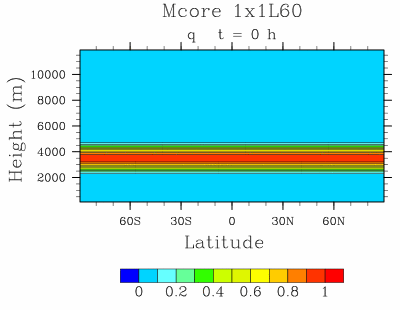 Mcore 1x1L60
q t = 0 h
Height (m)
10000
8000
6000
4000
2000
60S 30S 0 30N 60N
Latitude
0 0.2 0.4 0.6 0.8 1